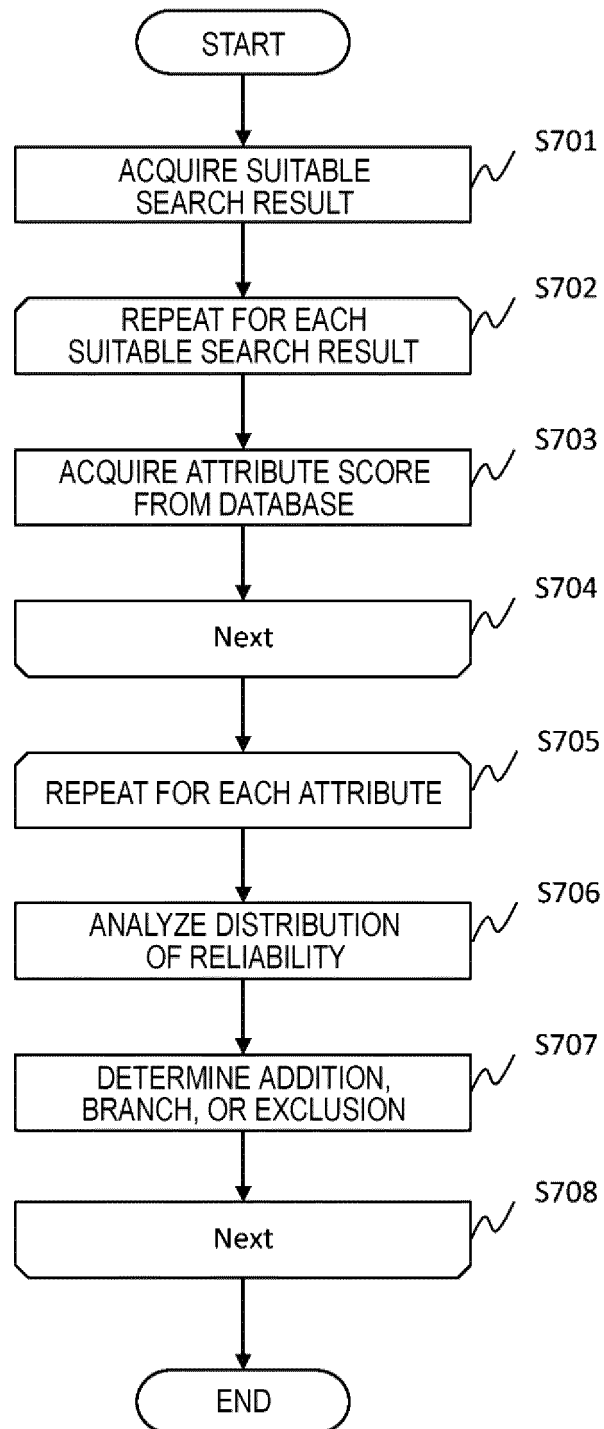 START
S701
ACQUIRE SUITABLE
SEARCH RESULT
S702
REPEAT FOR EACH
SUITABLE SEARCH RESULT
S703
ACQUIRE ATTRIBUTE SCORE
FROM DATABASE
S704
Next
S705
REPEAT FOR EACH ATTRIBUTE
S706
ANALYZE DISTRIBUTION
OF RELIABILITY
S707
DETERMINE ADDITION,
BRANCH, OR EXCLUSION
S708
Next
END